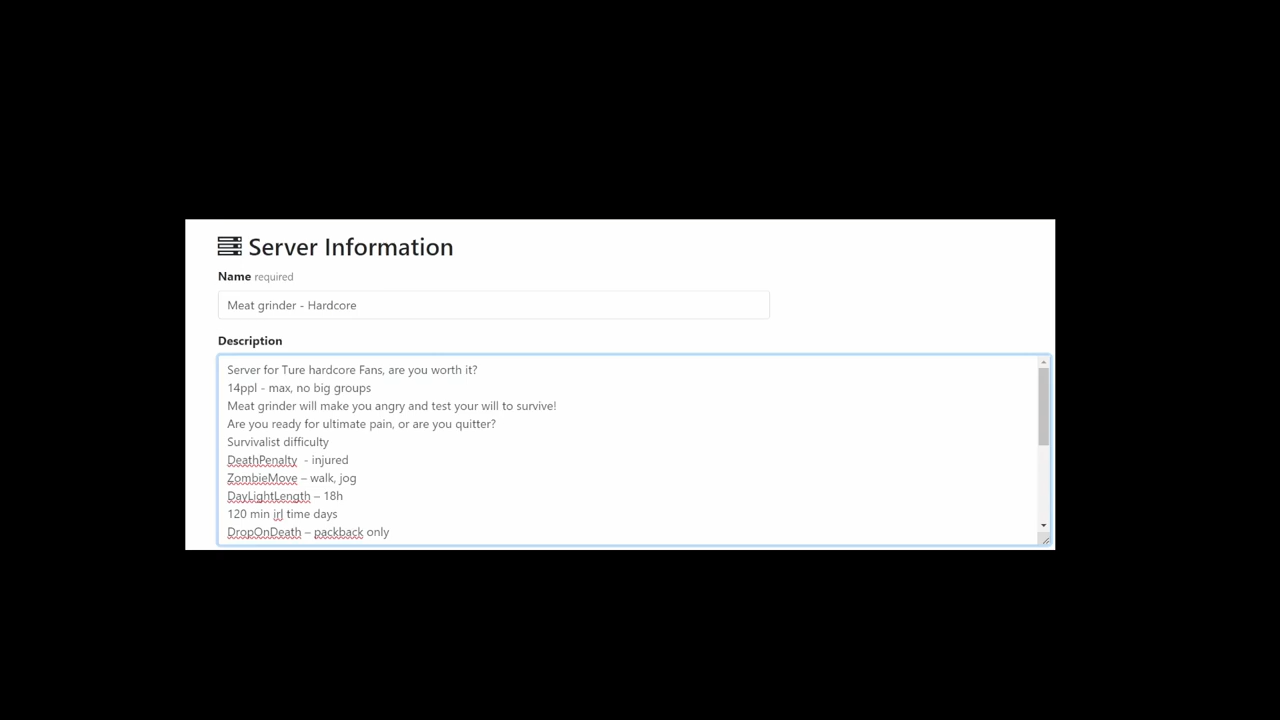 Server Information
Name required
Meat grinder - Hardcore
Description
Server for Ture hardcore Fans, are you worth it?
14ppl - max, no big groups
Meat grinder will make you angry and test your will to survive!
Are you ready for ultimate pain, or are you quitter?
Survivalist difficulty
DeathPenalty  - injured
ZombieMove – walk, jog
DayLightLength – 18h
120 min irl time days
DropOnDeath – packback only